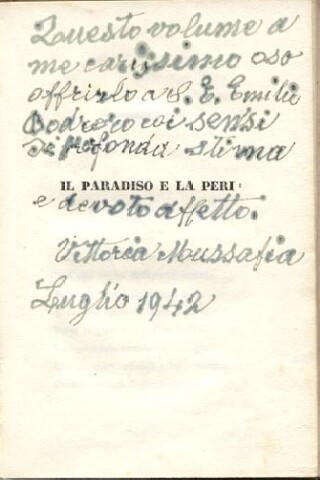 Questo volume a
me carissimo oso
offrirlo a S. E. Emilio
Bodrero coi sensi
di profonda stima
IL PARADISO E LA PERI
e devoto affetto.
Vittoria Mussafia
Luglio 1942